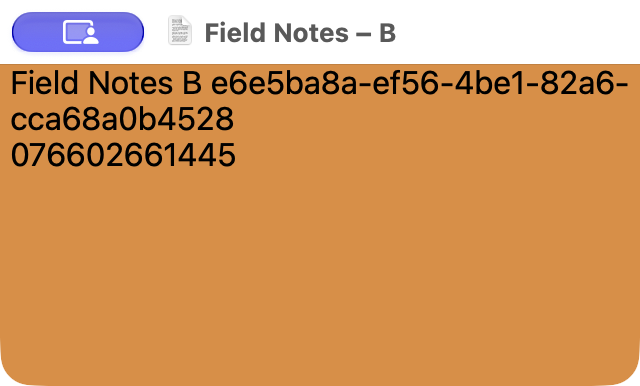 Field Notes – B
Field Notes B e6e5ba8a-ef56-4be1-82a6-
cca68a0b4528
076602661445